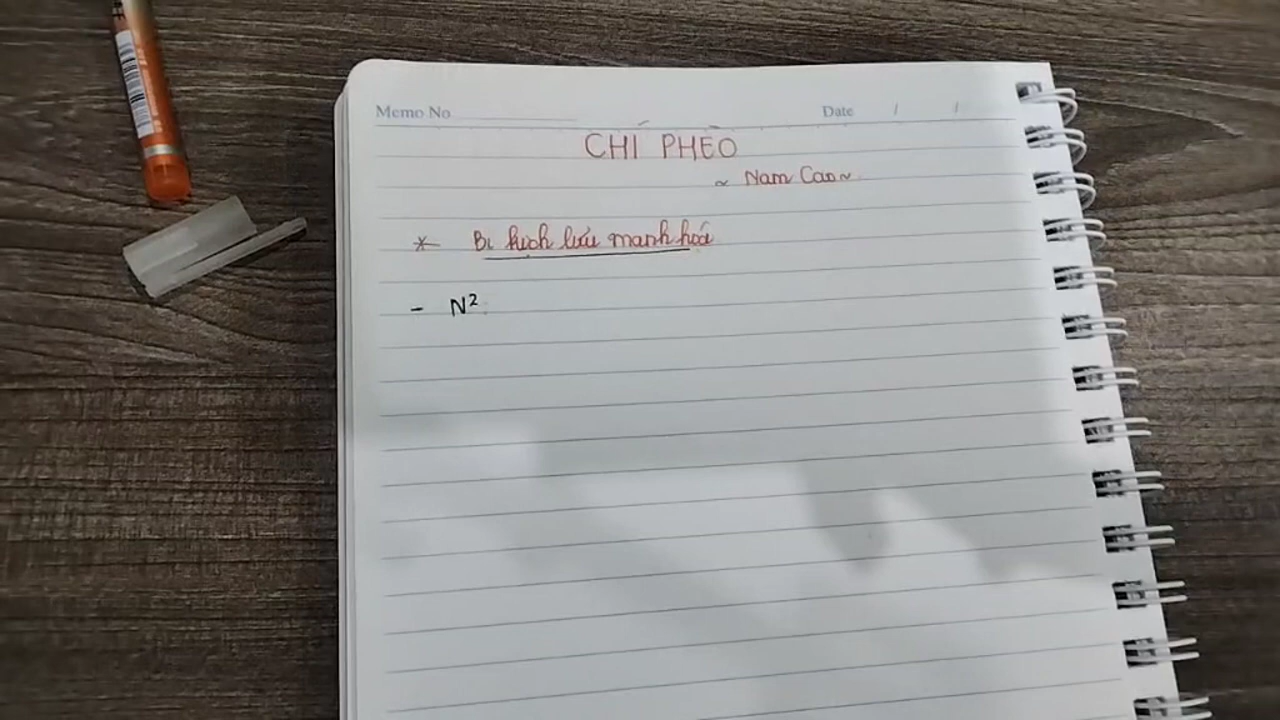 Memo No Date / /
CHÍ PHÈO
~ Nam Cao ~
* Bi kịch lưu manh hoá
- N²